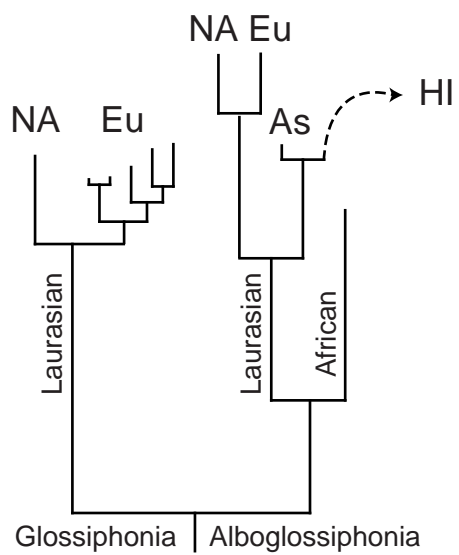 NA Eu
HI
As
NA Eu
Laurasian
Laurasian
African
Glossiphonia
Alboglossiphonia